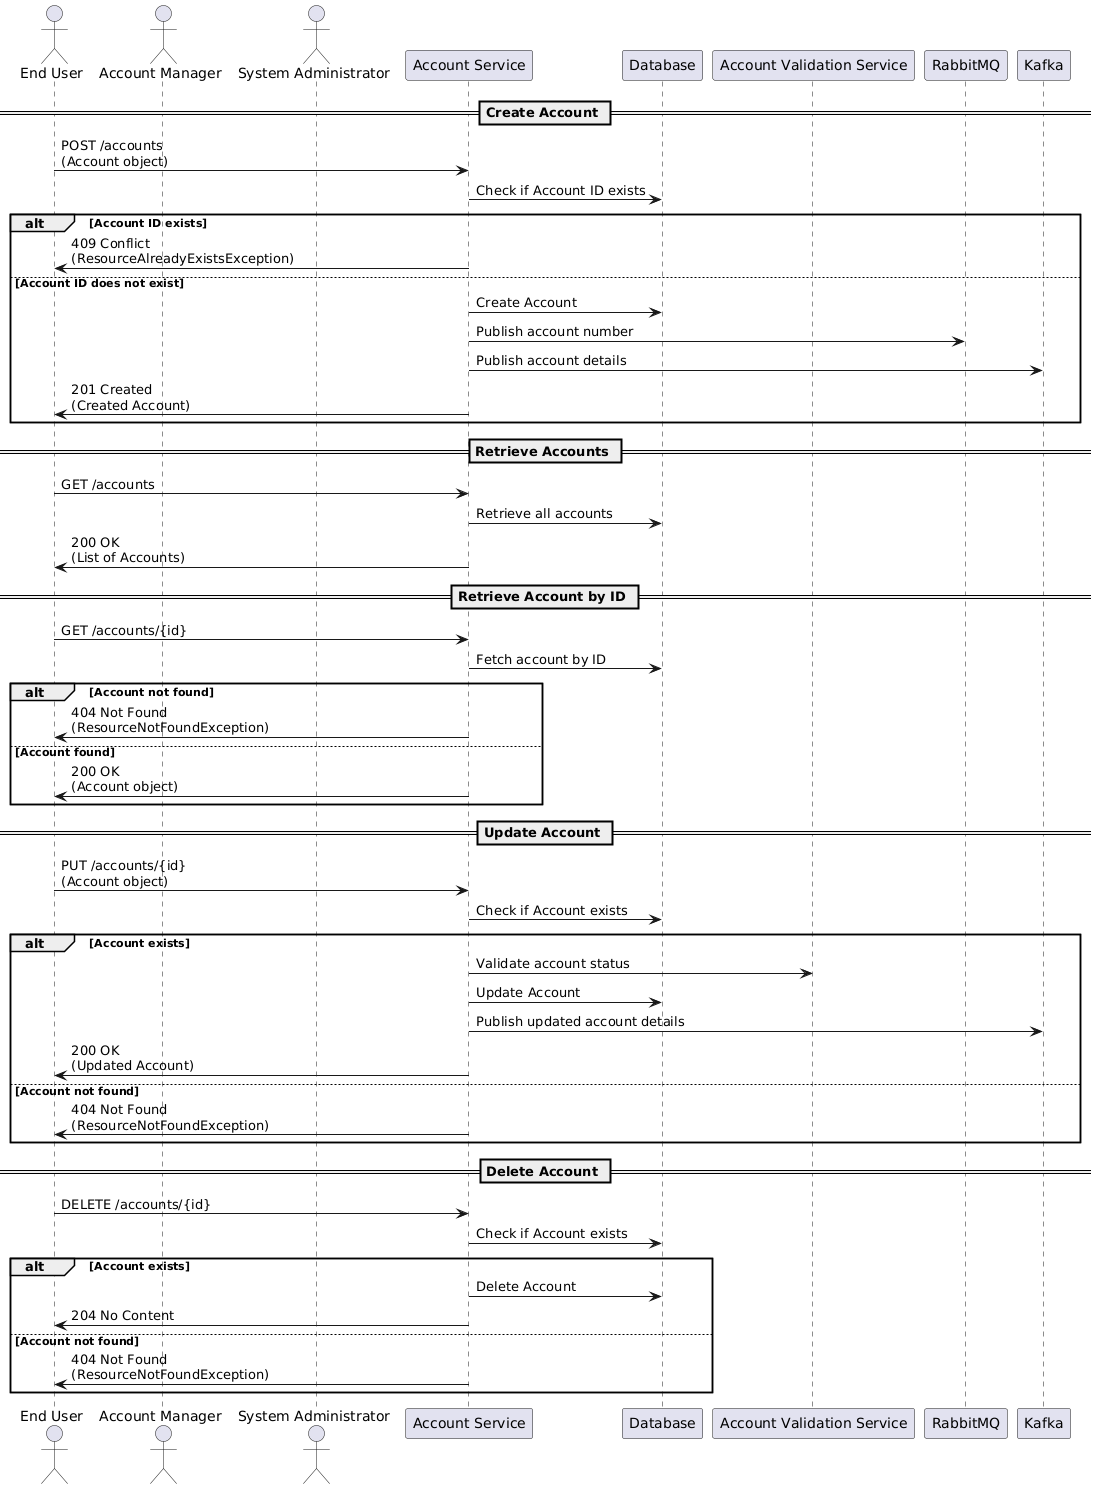 End User
Account Manager
System Administrator
Account Service
Database
Account Validation Service
RabbitMQ
Kafka
Create Account
POST /accounts
(Account object)
Check if Account ID exists
alt
[Account ID exists]
409 Conflict
(ResourceAlreadyExistsException)
[Account ID does not exist]
Create Account
Publish account number
Publish account details
201 Created
(Created Account)
Retrieve Accounts
GET /accounts
Retrieve all accounts
200 OK
(List of Accounts)
Retrieve Account by ID
GET /accounts/{id}
Fetch account by ID
alt
[Account not found]
404 Not Found
(ResourceNotFoundException)
[Account found]
200 OK
(Account object)
Update Account
PUT /accounts/{id}
(Account object)
Check if Account exists
alt
[Account exists]
Validate account status
Update Account
Publish updated account details
200 OK
(Updated Account)
[Account not found]
404 Not Found
(ResourceNotFoundException)
Delete Account
DELETE /accounts/{id}
Check if Account exists
alt
[Account exists]
Delete Account
204 No Content
[Account not found]
404 Not Found
(ResourceNotFoundException)
End User
Account Manager
System Administrator
Account Service
Database
Account Validation Service
RabbitMQ
Kafka